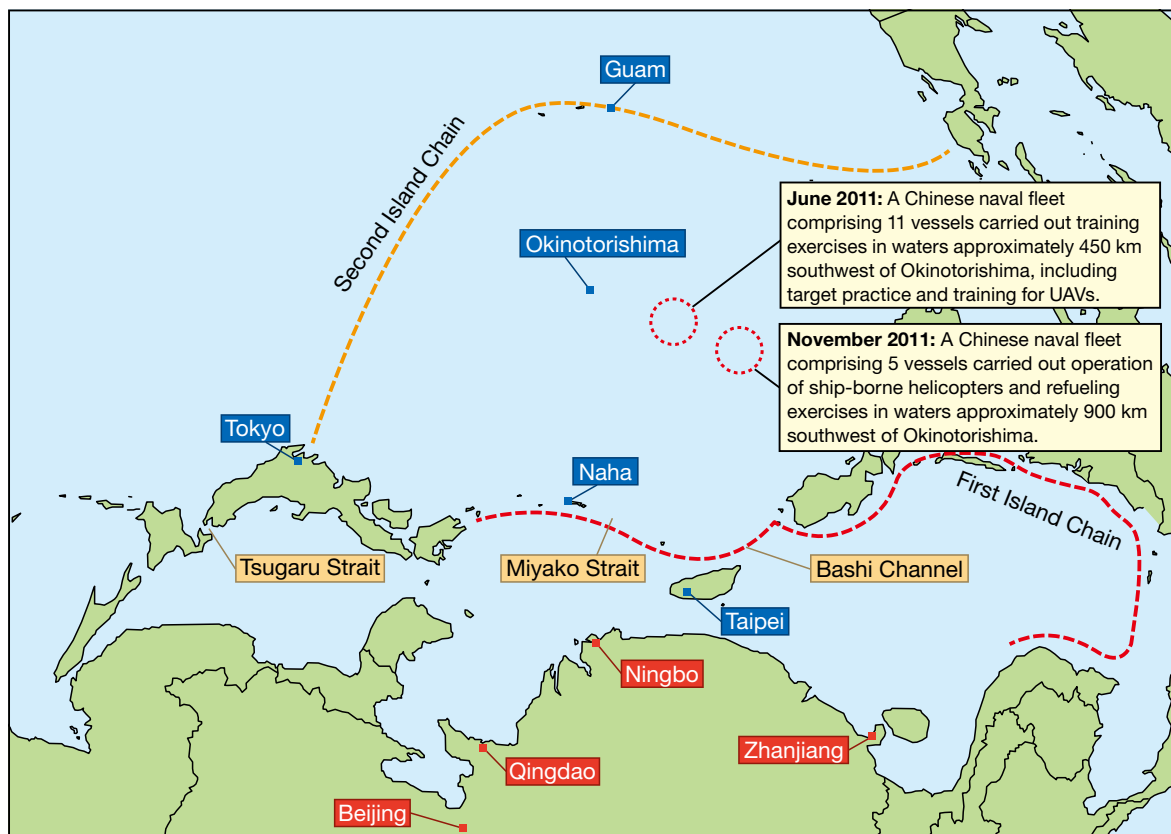 Guam
Second Island Chain
June 2011: A Chinese naval fleet
comprising 11 vessels carried out training
exercises in waters approximately 450 km
southwest of Okinotorishima, including
target practice and training for UAVs.
Okinotorishima
November 2011: A Chinese naval fleet
comprising 5 vessels carried out operation
of ship-borne helicopters and refueling
exercises in waters approximately 900 km
southwest of Okinotorishima.
Tokyo
Naha
First Island Chain
Tsugaru Strait
Miyako Strait
Bashi Channel
Taipei
Ningbo
Zhanjiang
Qingdao
Beijing